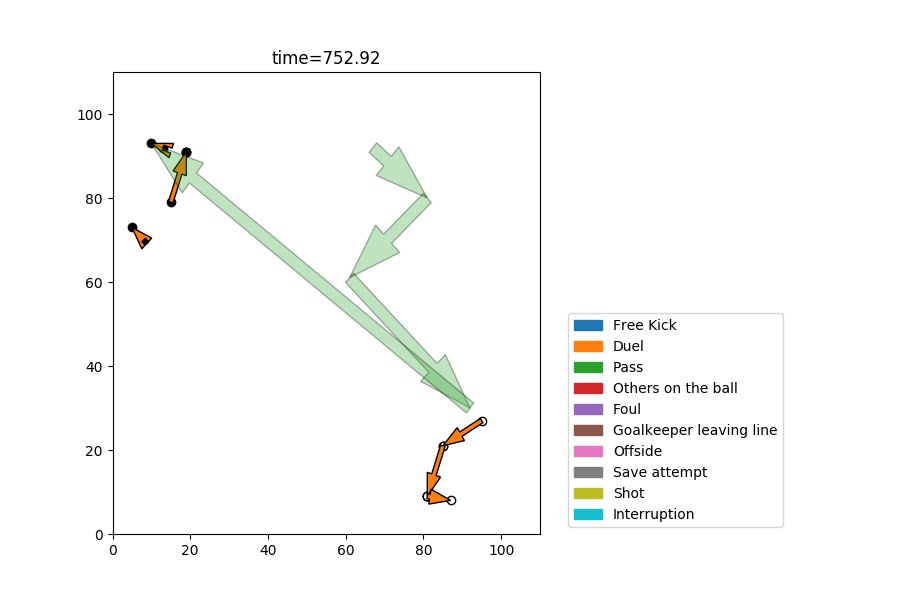 time=752.92
100
80
60
40
20
0
0 20 40 60 80 100
Free Kick
Duel
Pass
Others on the ball
Foul
Goalkeeper leaving line
Offside
Save attempt
Shot
Interruption